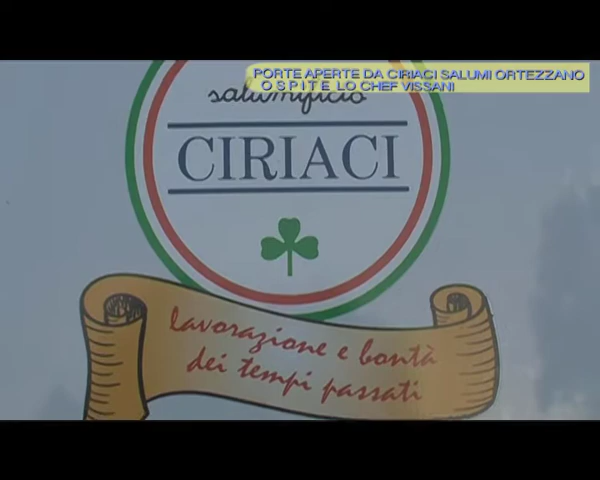 PORTE APERTE DA CIRIACI SALUMI ORTEZZANO
O S P I T E LO CHEF VISSANI
salumificio
CIRIACI
lavorazione e bontà
dei tempi passati